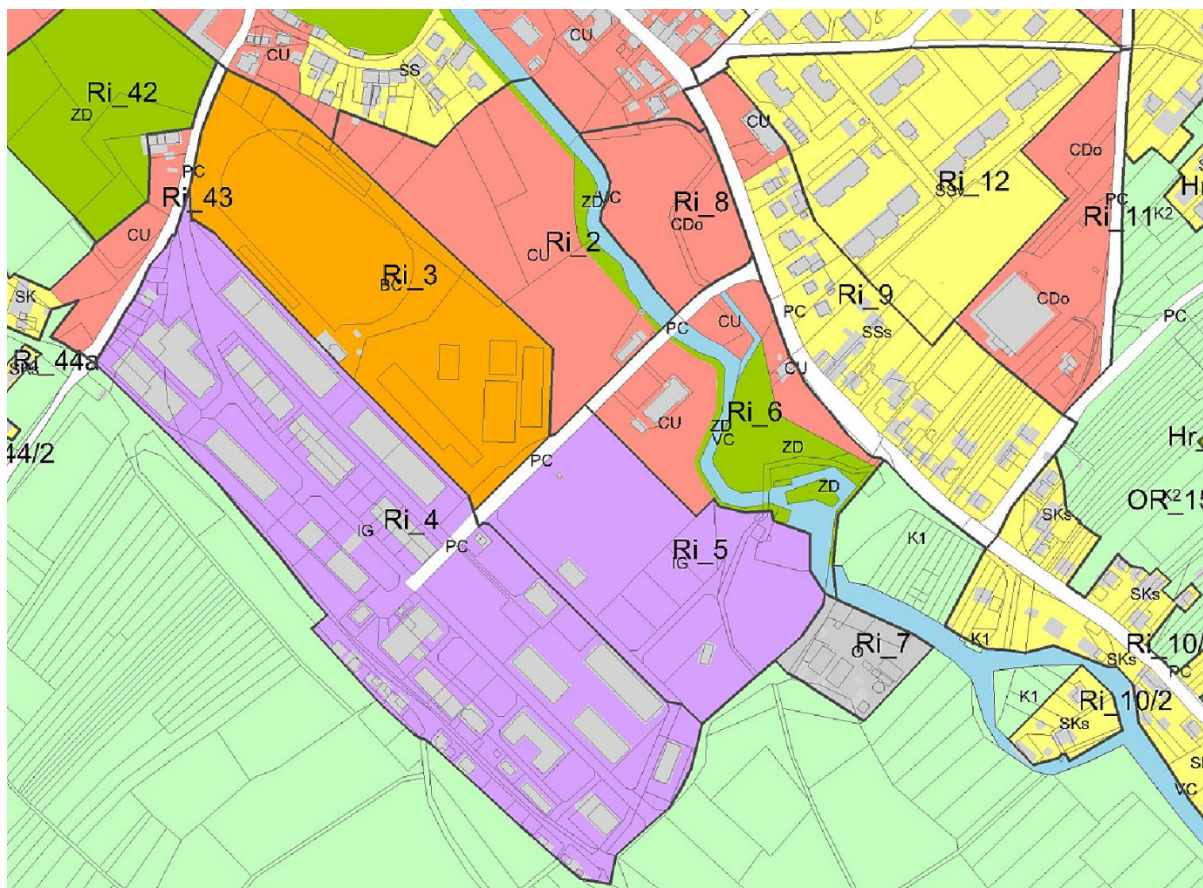 CU
CU
SS
Ri_42
ZD
CU
CDo
PC
Ri_12
SSv
PC
Ri_11
K2
Ri_43
ZD
VC
Ri_8
CDo
CU
Ri_2
CU
Ri_3
BC
SK
PC
Ri_9
SSs
CDo
PC
PC
CU
CU
Ri_44a
SKs
44/2
CU
Ri_6
ZD
VC
ZD
ZD
PC
Ri_4
IG
PC
Ri_5
IG
K1
SKs
K2
OR_15
SKs
Ri_7
O
K1
SKs
Ri_10/
PC
K1
Ri_10/2
SKs
VC